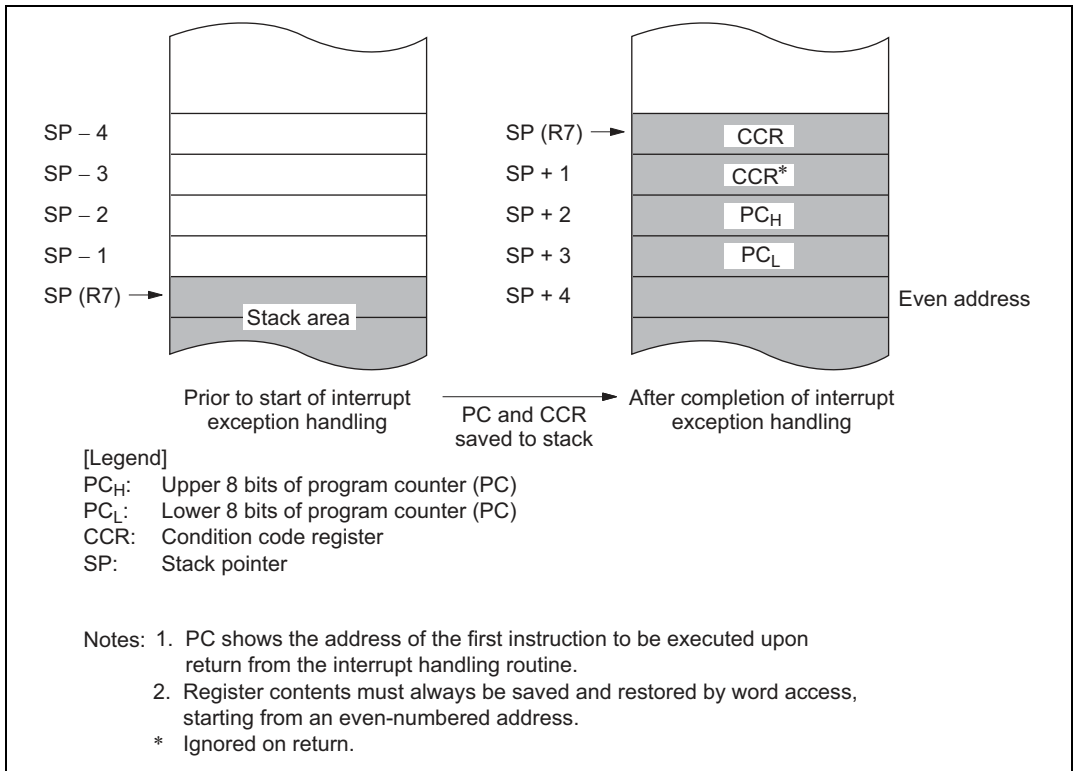 SP – 4
SP – 3
SP – 2
SP – 1
SP (R7)
Stack area
SP (R7)
CCR
SP + 1
CCR*
SP + 2
PCH
SP + 3
PCL
SP + 4
Even address
Prior to start of interrupt
exception handling
PC and CCR
saved to stack
After completion of interrupt
exception handling
[Legend]
PCH: Upper 8 bits of program counter (PC)
PCL: Lower 8 bits of program counter (PC)
CCR: Condition code register
SP: Stack pointer
Notes: 1. PC shows the address of the first instruction to be executed upon
return from the interrupt handling routine.
2. Register contents must always be saved and restored by word access,
starting from an even-numbered address.
* Ignored on return.